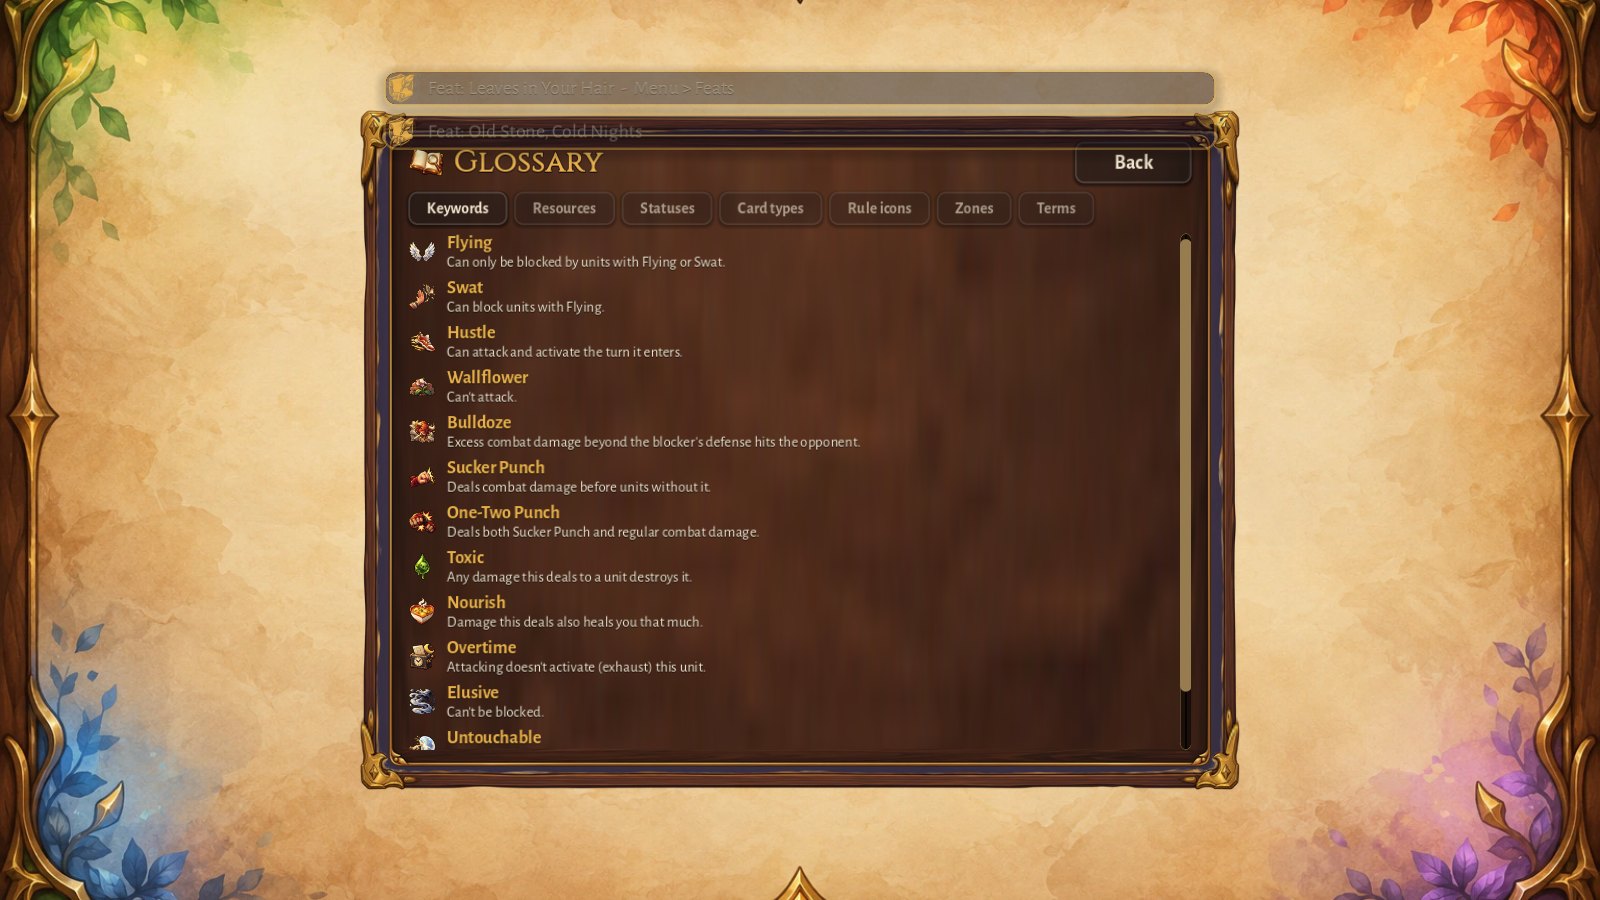 Feat: Leaves in Your Hair - Menu > Feats
Feat: Old Stone, Cold Nights
Glossary
Back
Keywords
Resources
Statuses
Card types
Rule icons
Zones
Terms
Flying
Can only be blocked by units with Flying or Swat.
Swat
Can block units with Flying.
Hustle
Can attack and activate the turn it enters.
Wallflower
Can't attack.
Bulldoze
Excess combat damage beyond the blocker's defense hits the opponent.
Sucker Punch
Deals combat damage before units without it.
One-Two Punch
Deals both Sucker Punch and regular combat damage.
Toxic
Any damage this deals to a unit destroys it.
Nourish
Damage this deals also heals you that much.
Overtime
Attacking doesn't activate (exhaust) this unit.
Elusive
Can't be blocked.
Untouchable